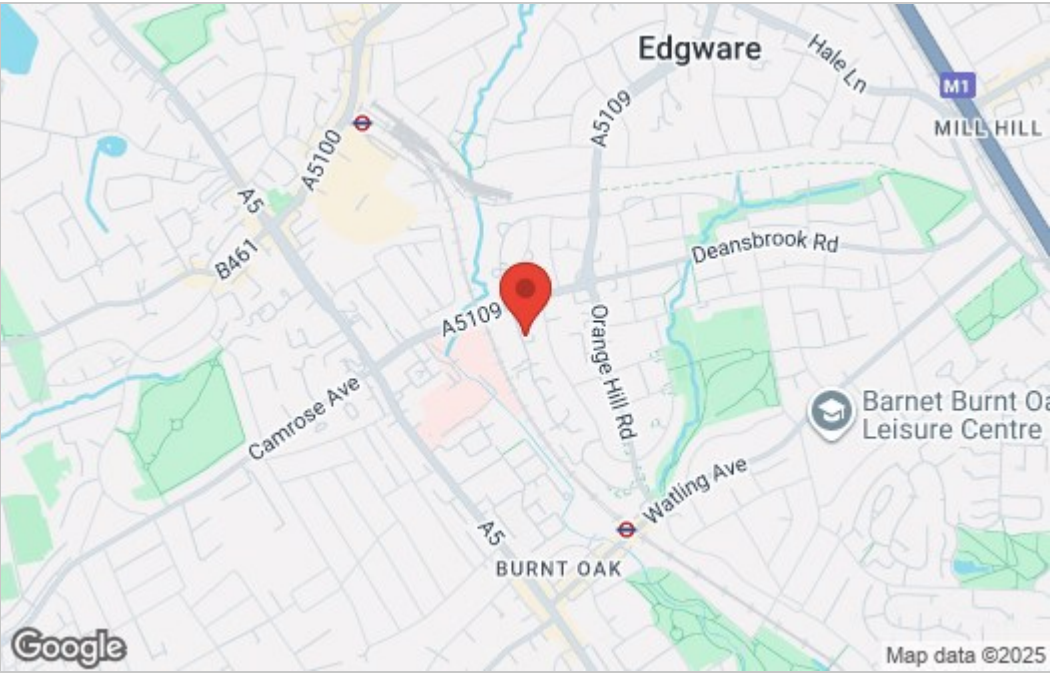 Edgware
Hale Ln
M1
MILL HILL
A5109
A5100
A5
B461
Deansbrook Rd
A5109
Orange Hill Rd
Camrose Ave
Barnet Burnt Oa
Leisure Centre
Watling Ave
A5
BURNT OAK
Google
Map data ©2025